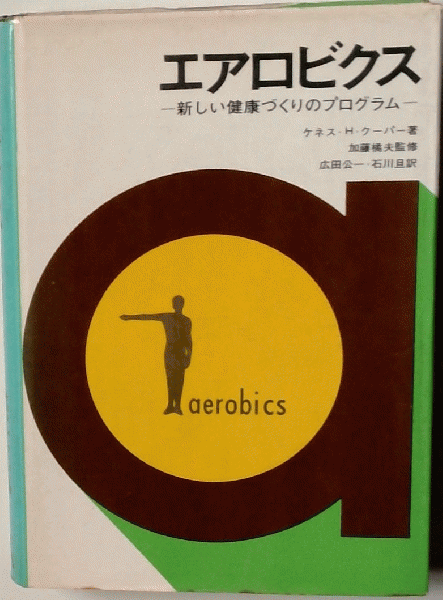 エアロビクス
—新しい健康づくりのプログラム—
ケネス・H・クーパー著
加藤橘夫監修
広田公一・石川旦訳
aerobics